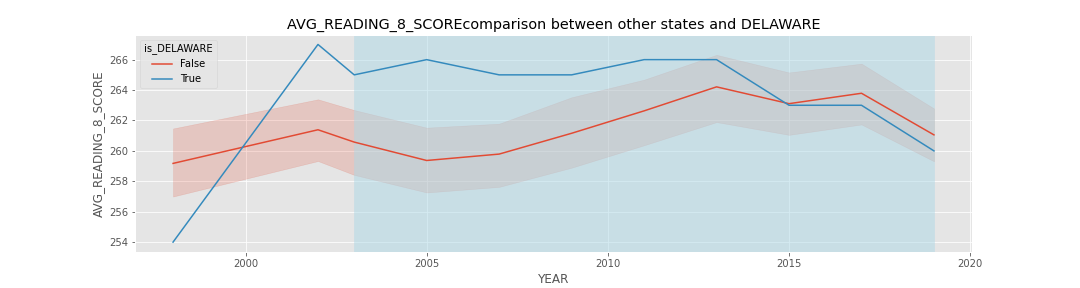 AVG_READING_8_SCOREcomparison between other states and DELAWARE
is_DELAWARE
False
True
AVG_READING_8_SCORE
266
264
262
260
258
256
254
2000
2005
2010
2015
2020
YEAR